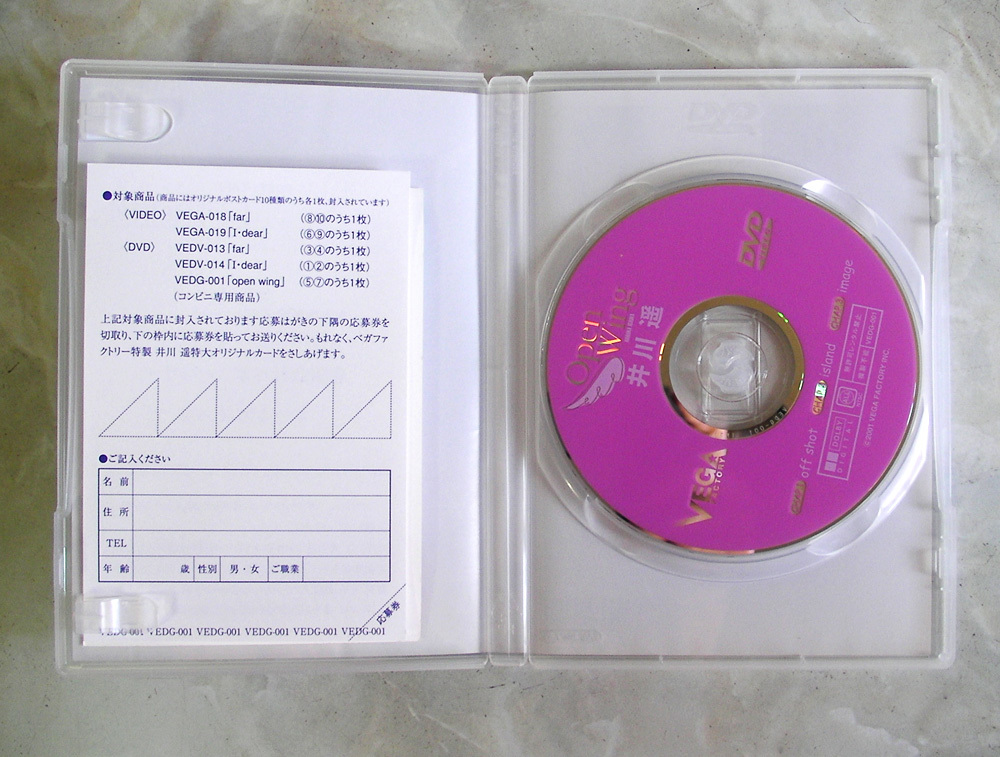 ●対象商品(商品にはオリジナルポストカード10種類のうち各1枚、封入されています)
〈VIDEO〉 VEGA-018「far」 (⑧⑩のうち1枚)
VEGA-019「I・dear」 (⑥⑨のうち1枚)
〈DVD〉 VEDV-013「far」 (③④のうち1枚)
VEDV-014「I・dear」 (①②のうち1枚)
VEDG-001「open wing」 (⑤⑦のうち1枚)
(コンビニ専用商品)
上記対象商品に封入されております応募はがきの下隅の応募券を
切取り、下の枠内に応募券を貼ってお送りください。もれなく、ベガファ
クトリー特製 井川 遥特大オリジナルカードをさしあげます。
●ご記入ください
名 前
住 所
TEL
年 齢 歳 性別 男・女 ご職業
応募券
VEDG-001 VEDG-001 VEDG-001 VEDG-001 VEDG-001 VEDG-001
DVD
DVD
VIDEO
Open
Wing
井川 遥
VEGA
FACTORY
image
island
off shot
DOLBY
DIGITAL
VEDG-001
©2001 VEGA FACTORY INC.